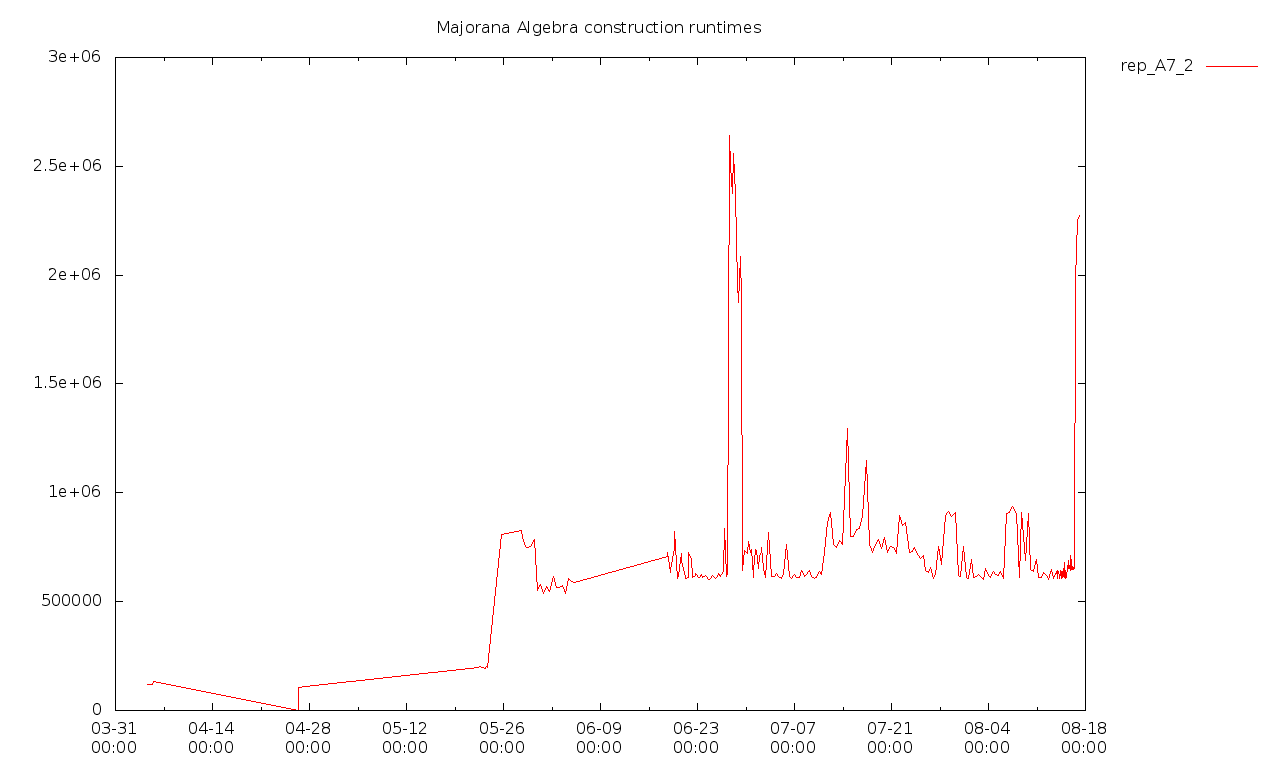 Majorana Algebra construction runtimes
rep_A7_2
3e+06
2.5e+06
2e+06
1.5e+06
1e+06
500000
0
03-31 04-14 04-28 05-12 05-26 06-09 06-23 07-07 07-21 08-04 08-18
00:00 00:00 00:00 00:00 00:00 00:00 00:00 00:00 00:00 00:00 00:00